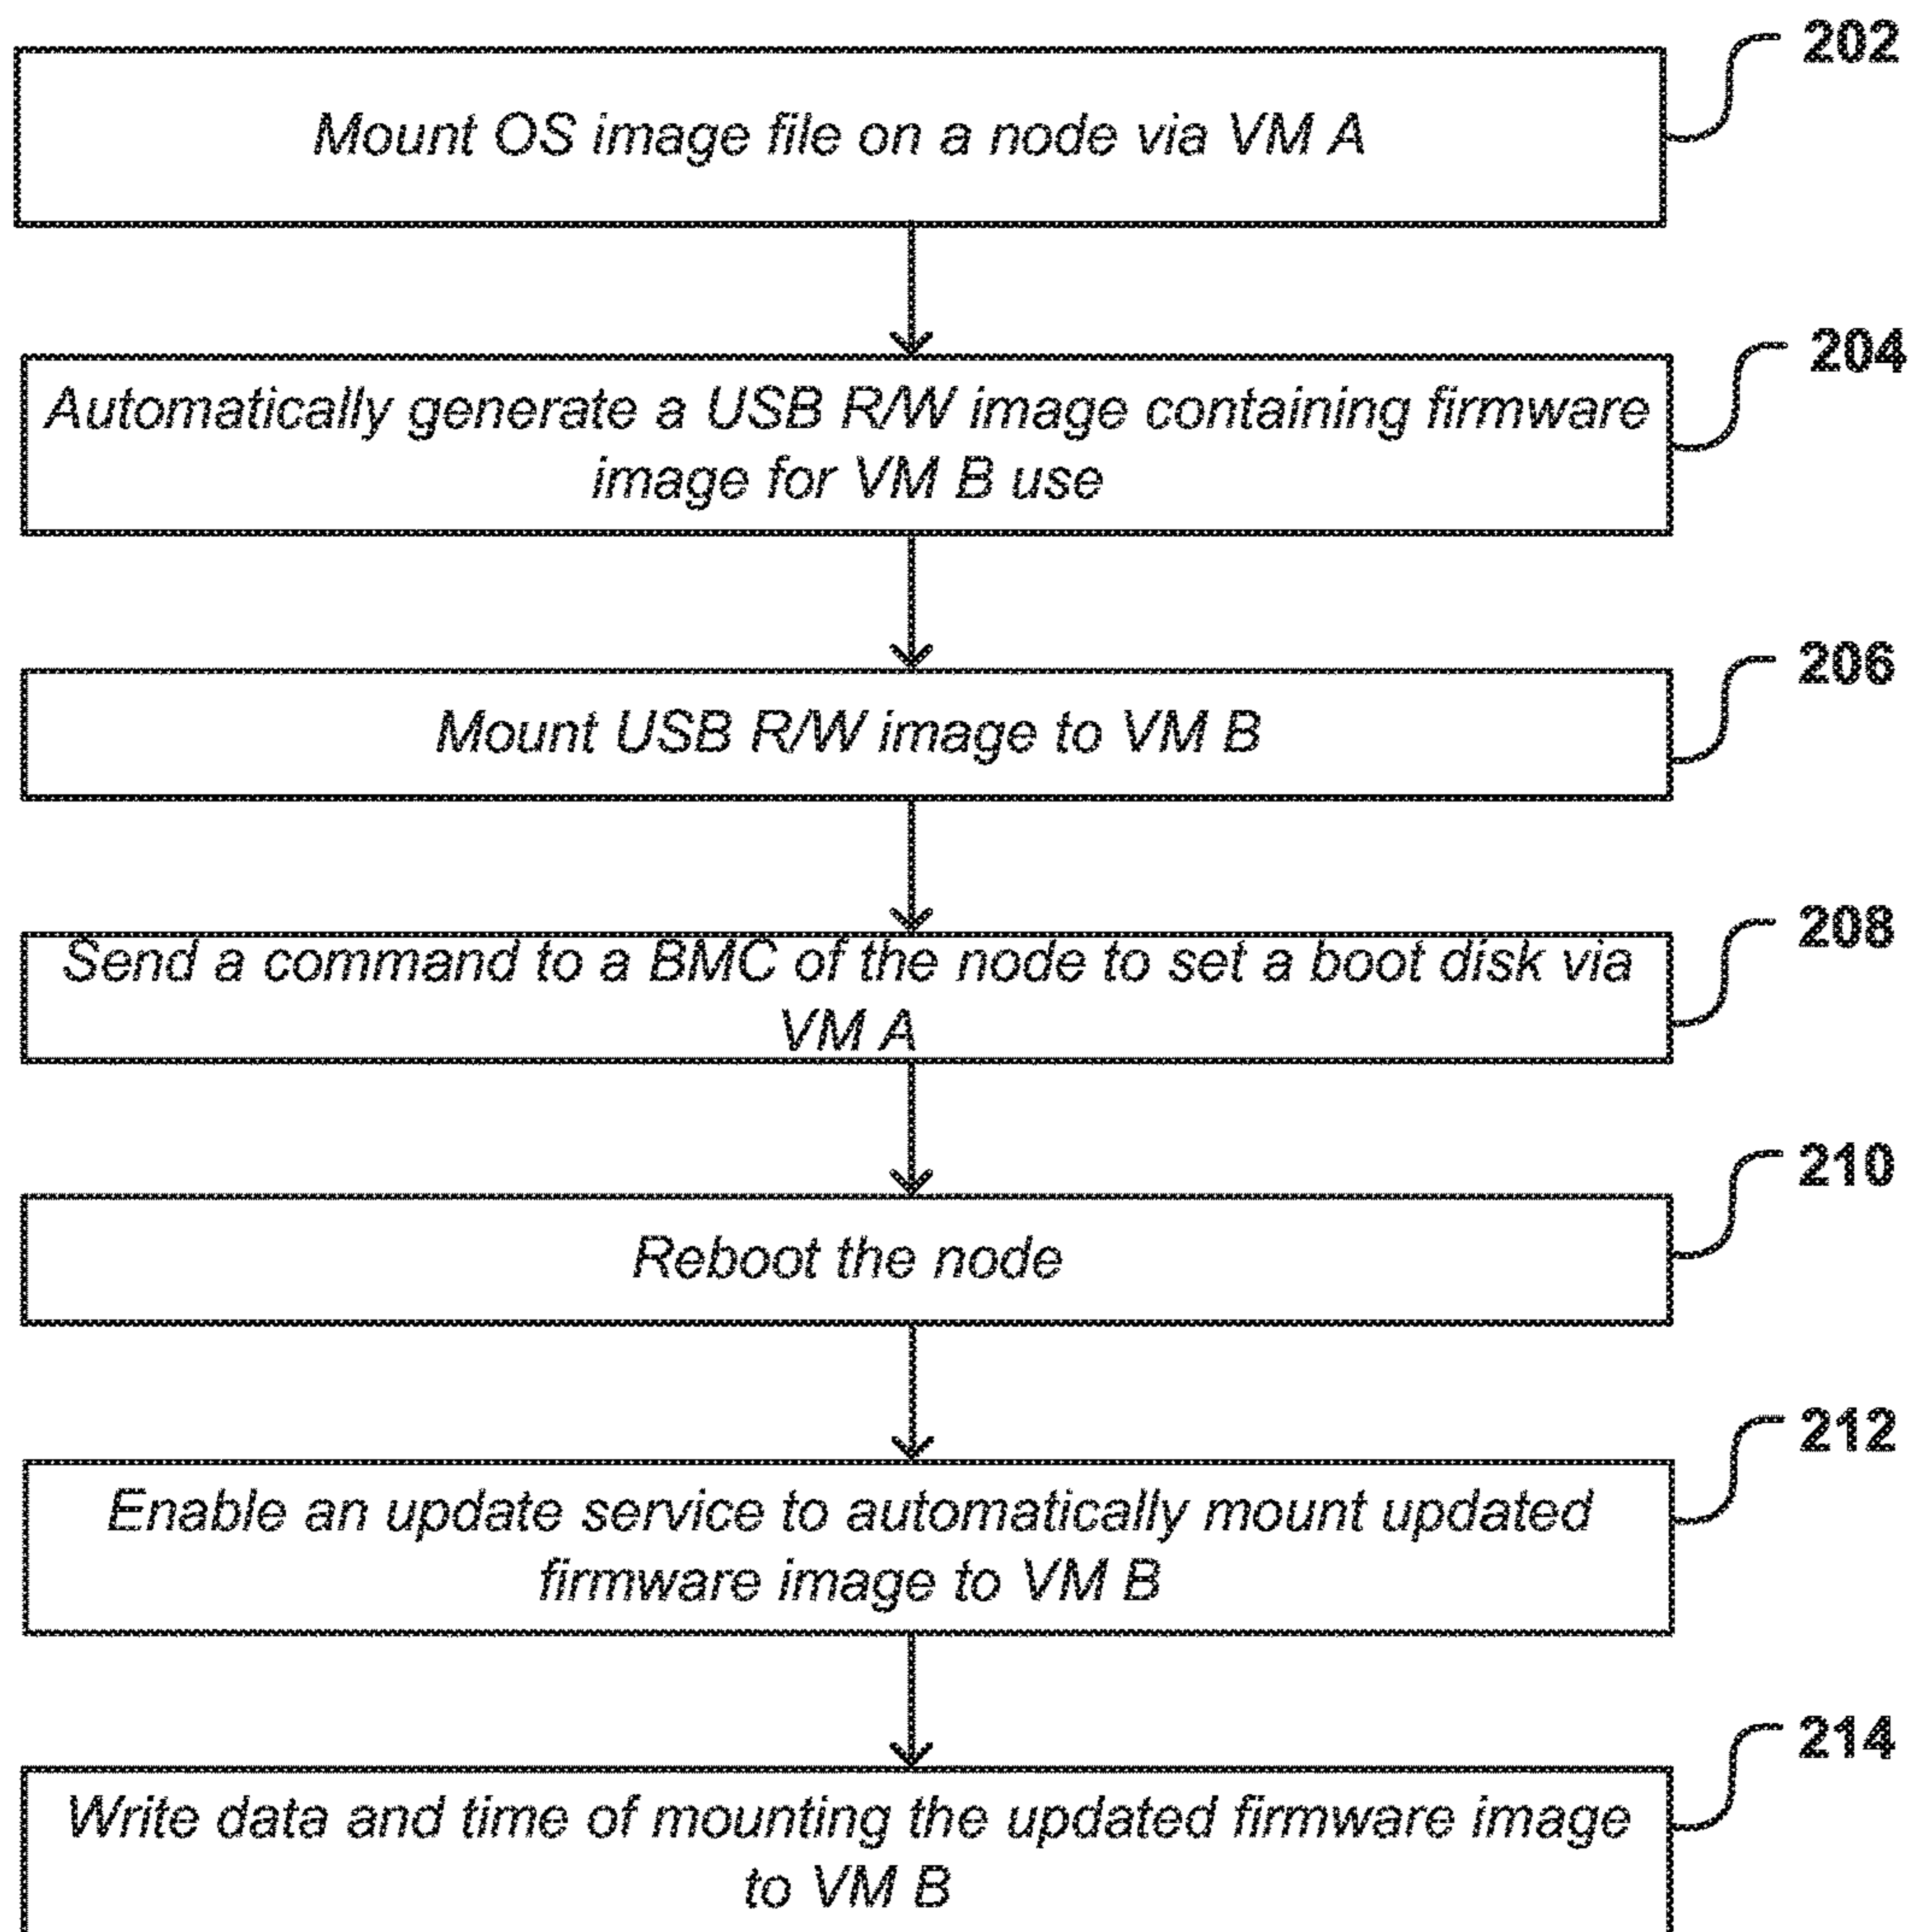 202
Mount OS image file on a node via VM A
204
Automatically generate a USB R/W image containing firmware
image for VM B use
206
Mount USB R/W image to VM B
208
Send a command to a BMC of the node to set a boot disk via
VM A
210
Reboot the node
212
Enable an update service to automatically mount updated
firmware image to VM B
214
Write data and time of mounting the updated firmware image
to VM B